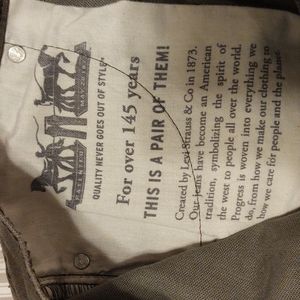 QUALITY NEVER GOES OUT OF STYLE®
For over 145 years
THIS IS A PAIR OF THEM!
Created by Levi Strauss & Co in 1873.
Our jeans have become an American
tradition, symbolizing the spirit of
the west to people all over the world.
Progress is woven into everything we
do, from how we make our clothing to
how we care for people and the planet